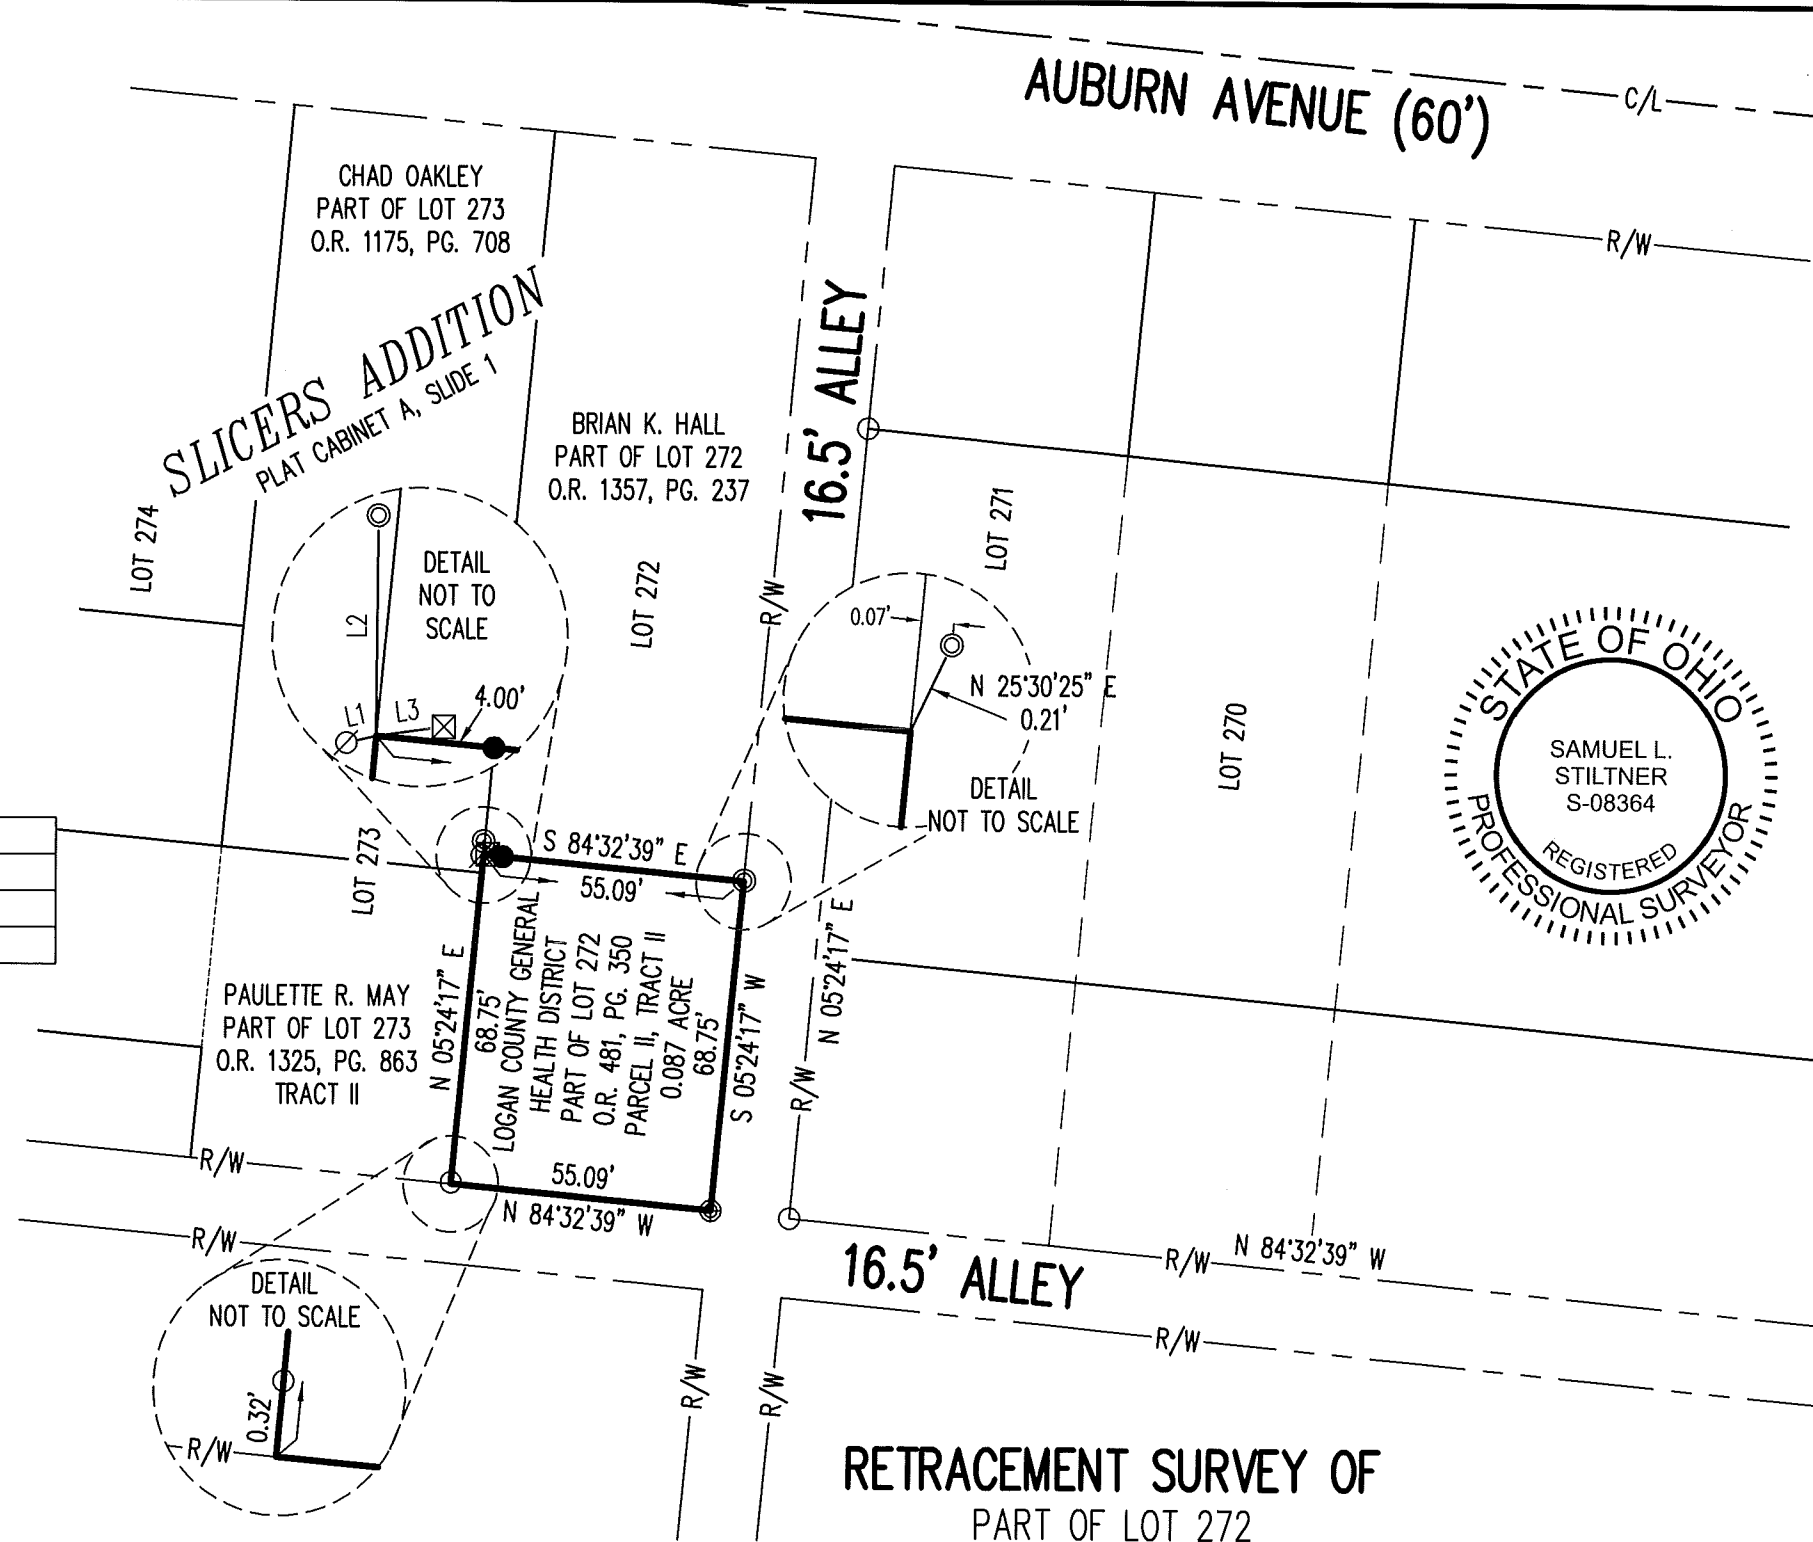 AUBURN AVENUE (60')
C/L
R/W
CHAD OAKLEY
PART OF LOT 273
O.R. 1175, PG. 708
SLICERS ADDITION
PLAT CABINET A, SLIDE 1
16.5' ALLEY
BRIAN K. HALL
PART OF LOT 272
O.R. 1357, PG. 237
LOT 274
LOT 272
LOT 271
LOT 270
R/W
DETAIL
NOT TO
SCALE
L2
L1
L3
4.00'
0.07'
N 25°30'25" E
0.21'
DETAIL
NOT TO SCALE
STATE OF OHIO
SAMUEL L.
STILTNER
S-08364
REGISTERED
PROFESSIONAL SURVEYOR
LOT 273
S 84°32'39" E
55.09'
N 05°24'17" E
68.75'
LOGAN COUNTY GENERAL
HEALTH DISTRICT
PART OF LOT 272
O.R. 481, PG. 350
PARCEL II, TRACT II
0.087 ACRE
68.75'
S 05°24'17" W
N 05°24'17" E
R/W
PAULETTE R. MAY
PART OF LOT 273
O.R. 1325, PG. 863
TRACT II
R/W
55.09'
N 84°32'39" W
R/W
16.5' ALLEY
R/W
N 84°32'39" W
R/W
DETAIL
NOT TO SCALE
0.32'
R/W
R/W
R/W
RETRACEMENT SURVEY OF
PART OF LOT 272